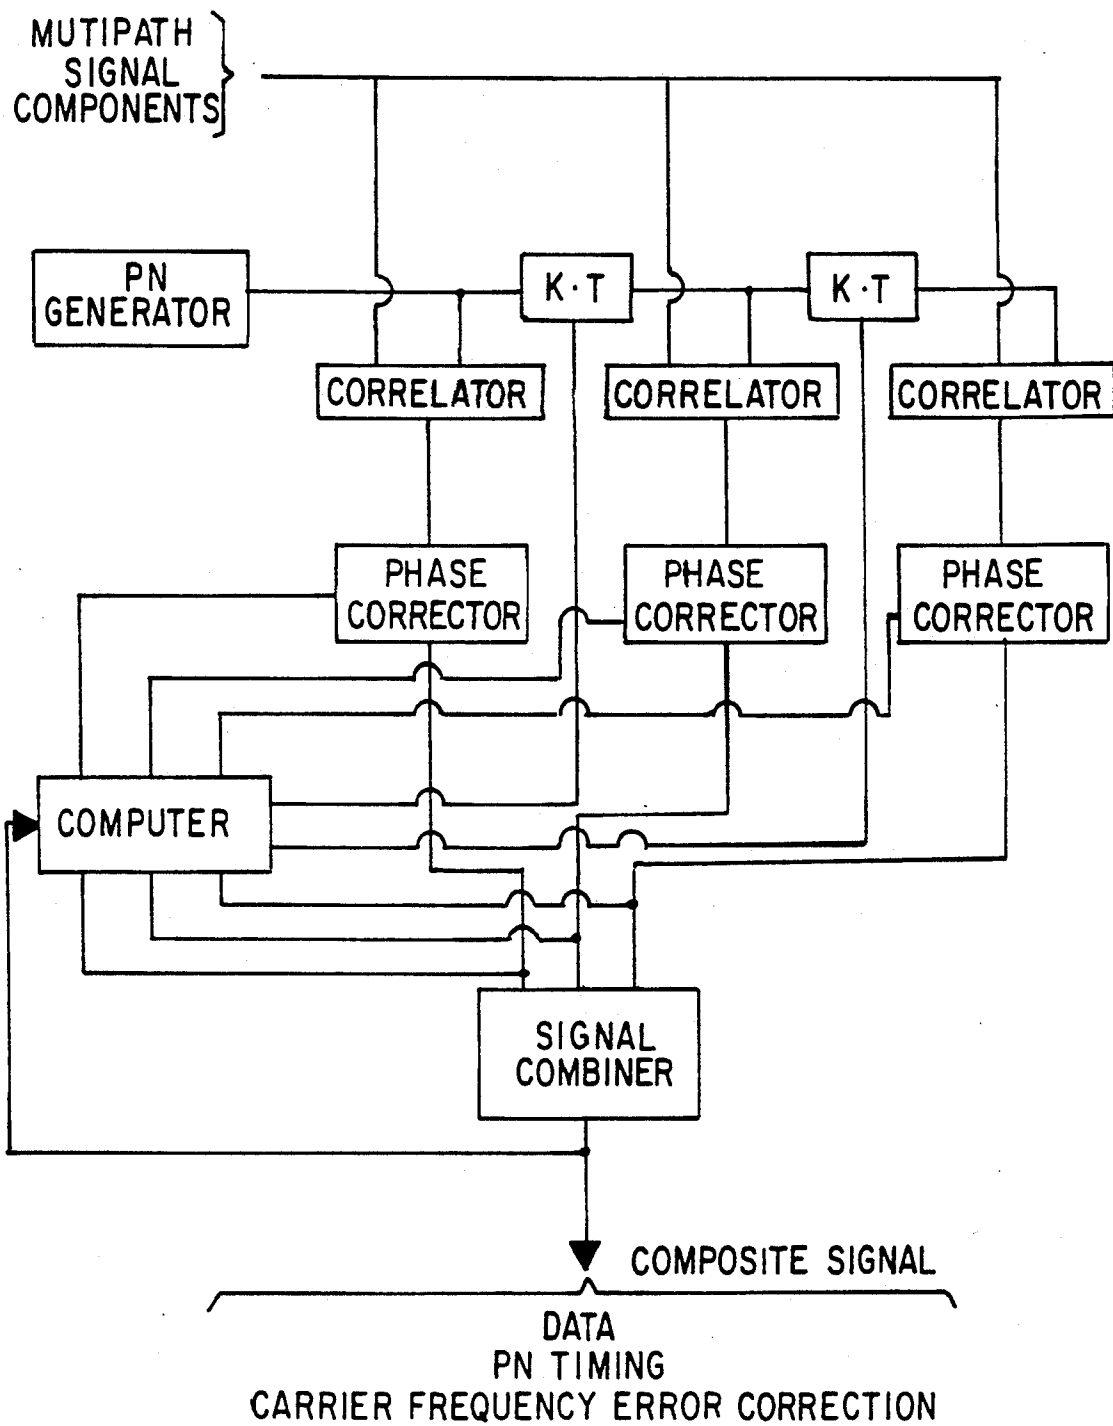 MUTIPATH
SIGNAL
COMPONENTS
PN
GENERATOR
K·T
K·T
CORRELATOR
CORRELATOR
CORRELATOR
PHASE
CORRECTOR
PHASE
CORRECTOR
PHASE
CORRECTOR
COMPUTER
SIGNAL
COMBINER
COMPOSITE SIGNAL
DATA
PN TIMING
CARRIER FREQUENCY ERROR CORRECTION